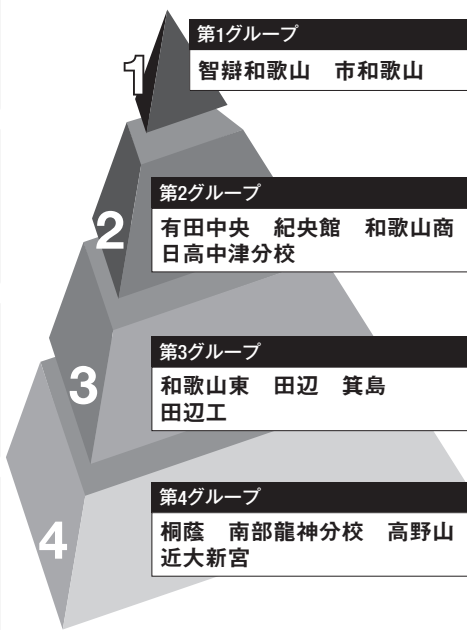 1
第1グループ
智辯和歌山　市和歌山
2
第2グループ
有田中央　紀央館　和歌山商
日高中津分校
3
第3グループ
和歌山東　田辺　箕島
田辺工
4
第4グループ
桐蔭　南部龍神分校　高野山
近大新宮